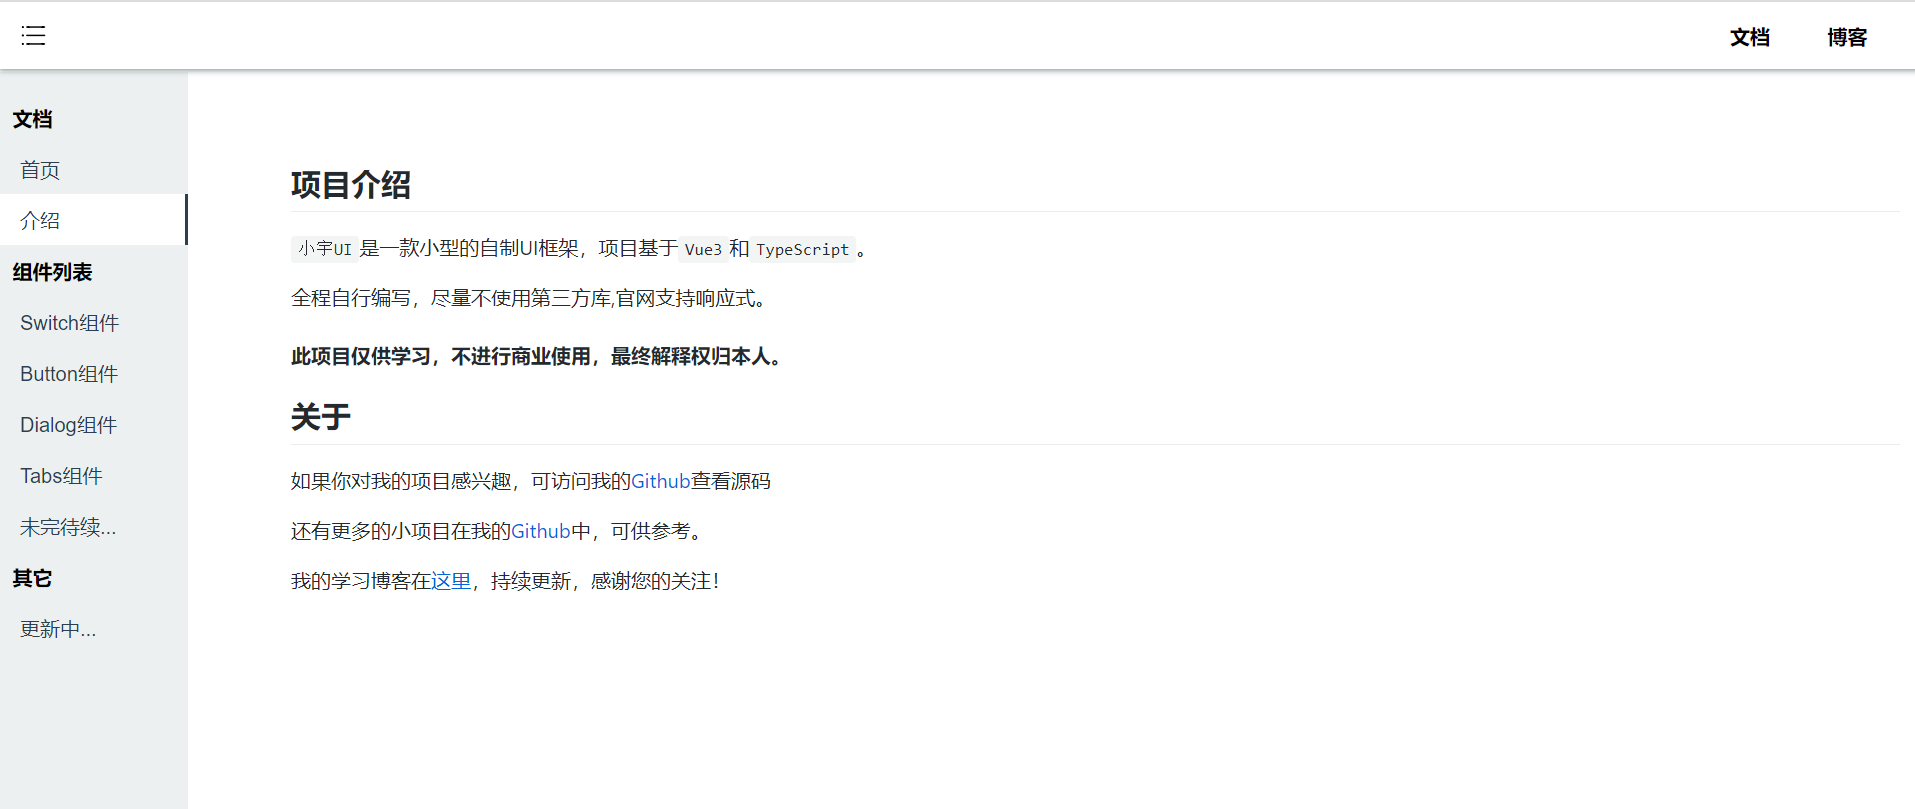 文档 博客
文档
首页
介绍
组件列表
Switch组件
Button组件
Dialog组件
Tabs组件
未完待续...
其它
更新中...
项目介绍
小宇UI 是一款小型的自制UI框架，项目基于 Vue3 和 TypeScript 。
全程自行编写，尽量不使用第三方库,官网支持响应式。
此项目仅供学习，不进行商业使用，最终解释权归本人。
关于
如果你对我的项目感兴趣，可访问我的Github查看源码
还有更多的小项目在我的Github中，可供参考。
我的学习博客在这里，持续更新，感谢您的关注！